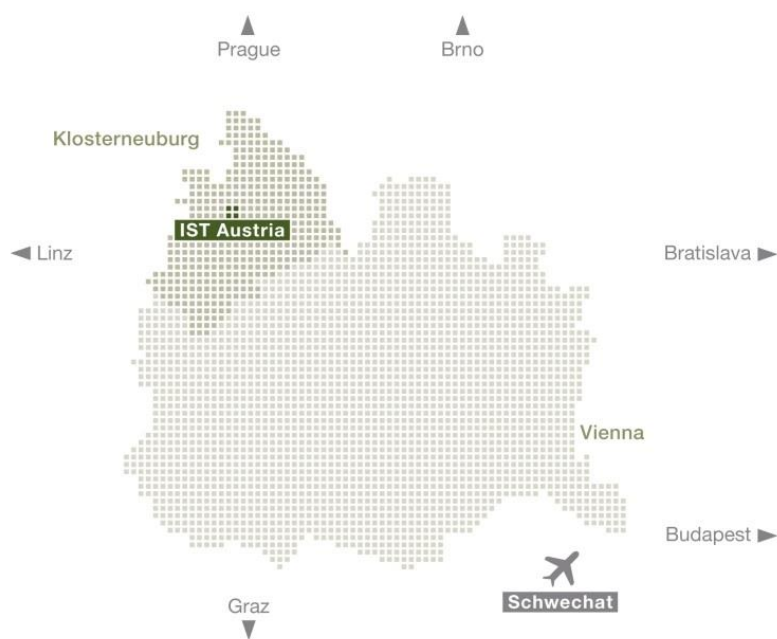 Prague
Brno
Klosterneuburg
IST Austria
Linz
Bratislava
Vienna
Budapest
Graz
Schwechat